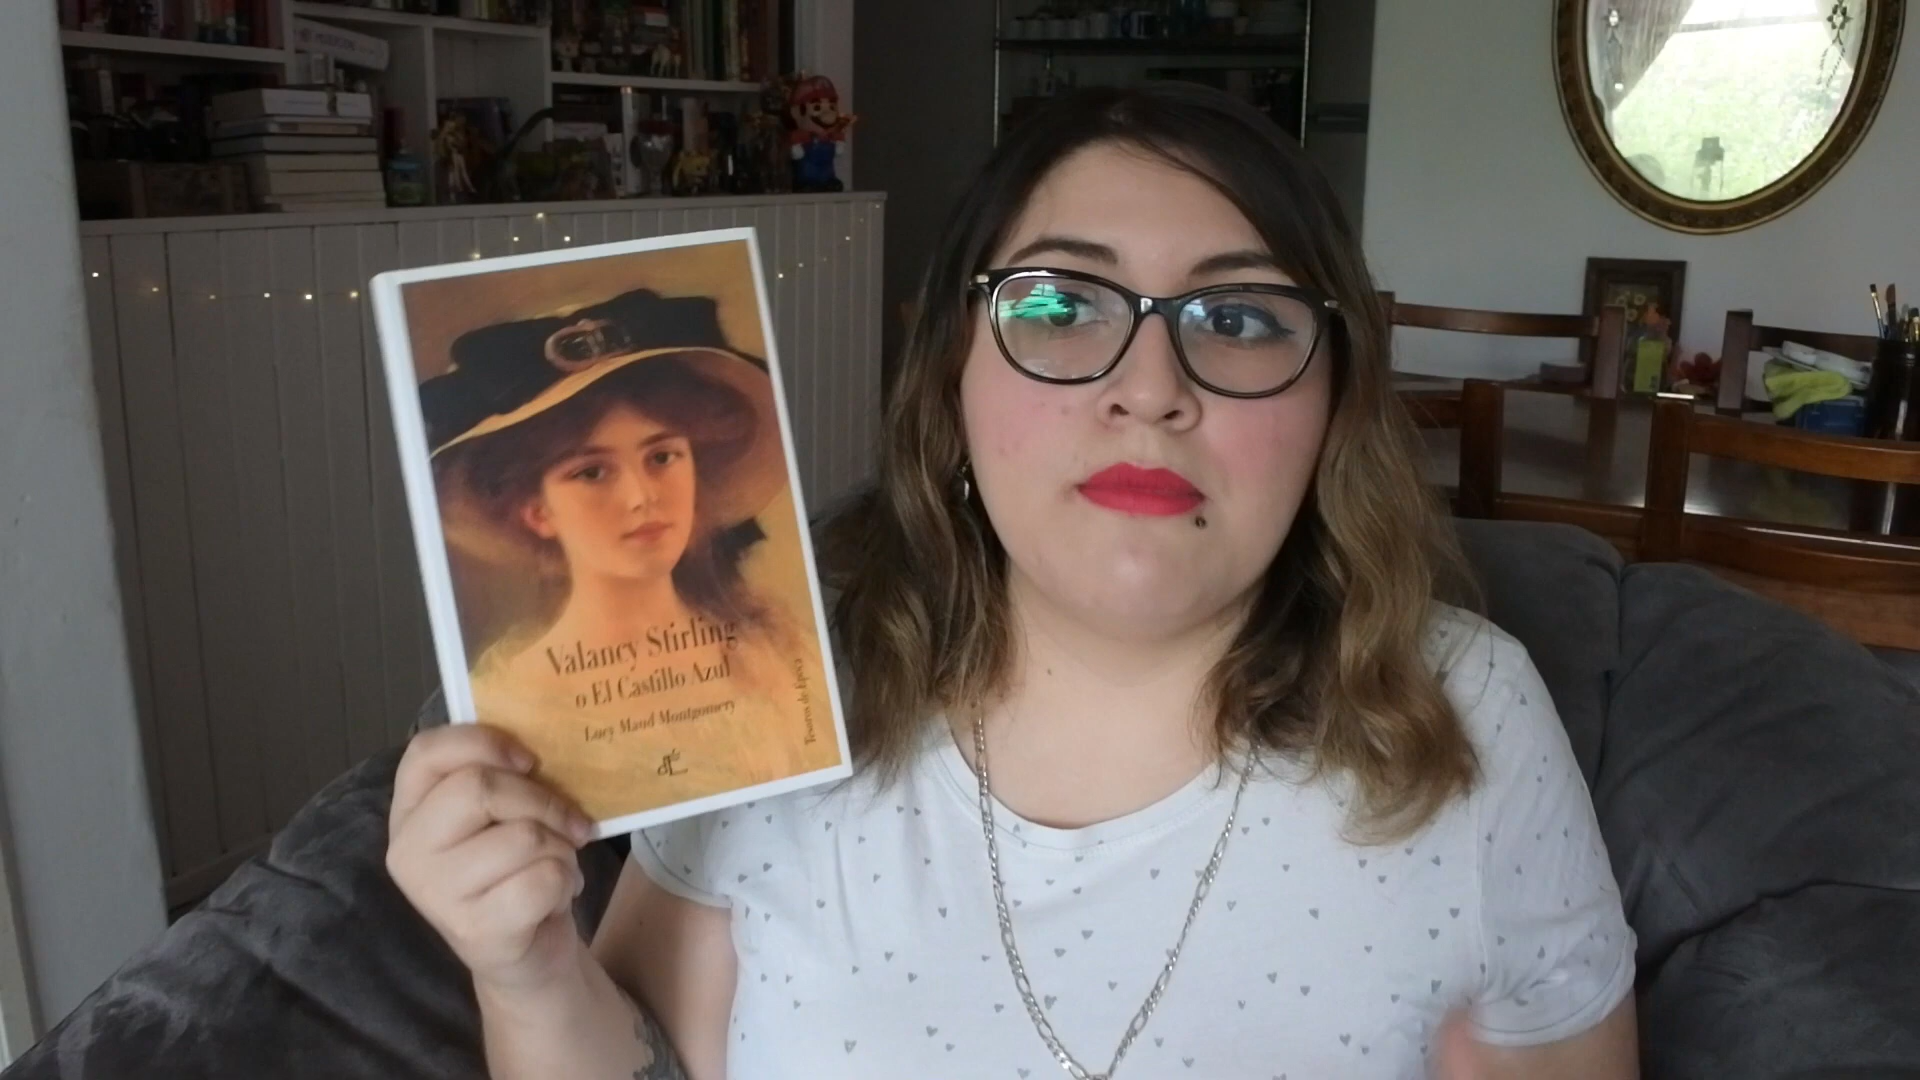 Valancy Stirling
o El Castillo Azul
Lucy Maud Montgomery
Tesoros de Época